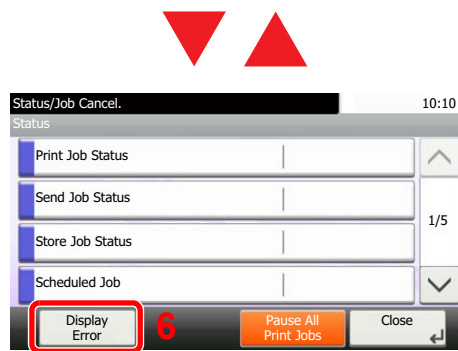 Status/Job Cancel. 10:10
Status
Print Job Status
Send Job Status
1/5
Store Job Status
Scheduled Job
Display
Error
6
Pause All
Print Jobs
Close